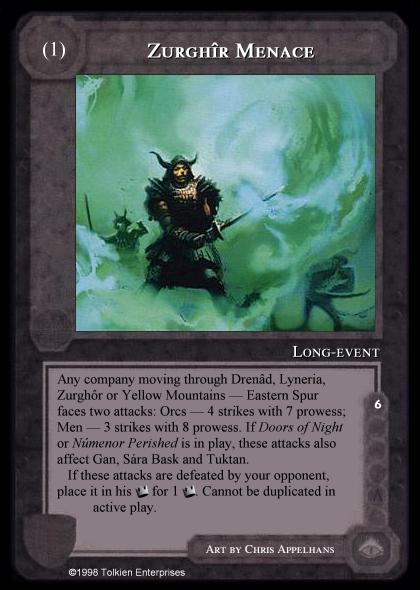 (1)
Zurghîr Menace
Long-event
Any company moving through Drenâd, Lyneria,
Zurghôr or Yellow Mountains — Eastern Spur
faces two attacks: Orcs — 4 strikes with 7 prowess;
Men — 3 strikes with 8 prowess. If Doors of Night
or Númenor Perished is in play, these attacks also
affect Gan, Sára Bask and Tuktan.
If these attacks are defeated by your opponent,
place it in his for 1 . Cannot be duplicated in
active play.
6
Art by Chris Appelhans
©1998 Tolkien Enterprises